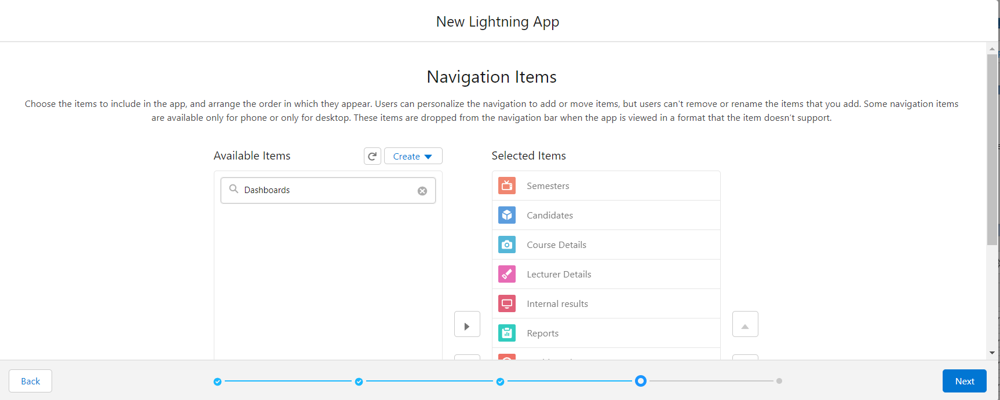 New Lightning App
Navigation Items
Choose the items to include in the app, and arrange the order in which they appear. Users can personalize the navigation to add or move items, but users can't remove or rename the items that you add. Some navigation items
are available only for phone or only for desktop. These items are dropped from the navigation bar when the app is viewed in a format that the item doesn't support.
Available Items
Create
Selected Items
Dashboards
Semesters
Candidates
Course Details
Lecturer Details
Internal results
Reports
Back
Next